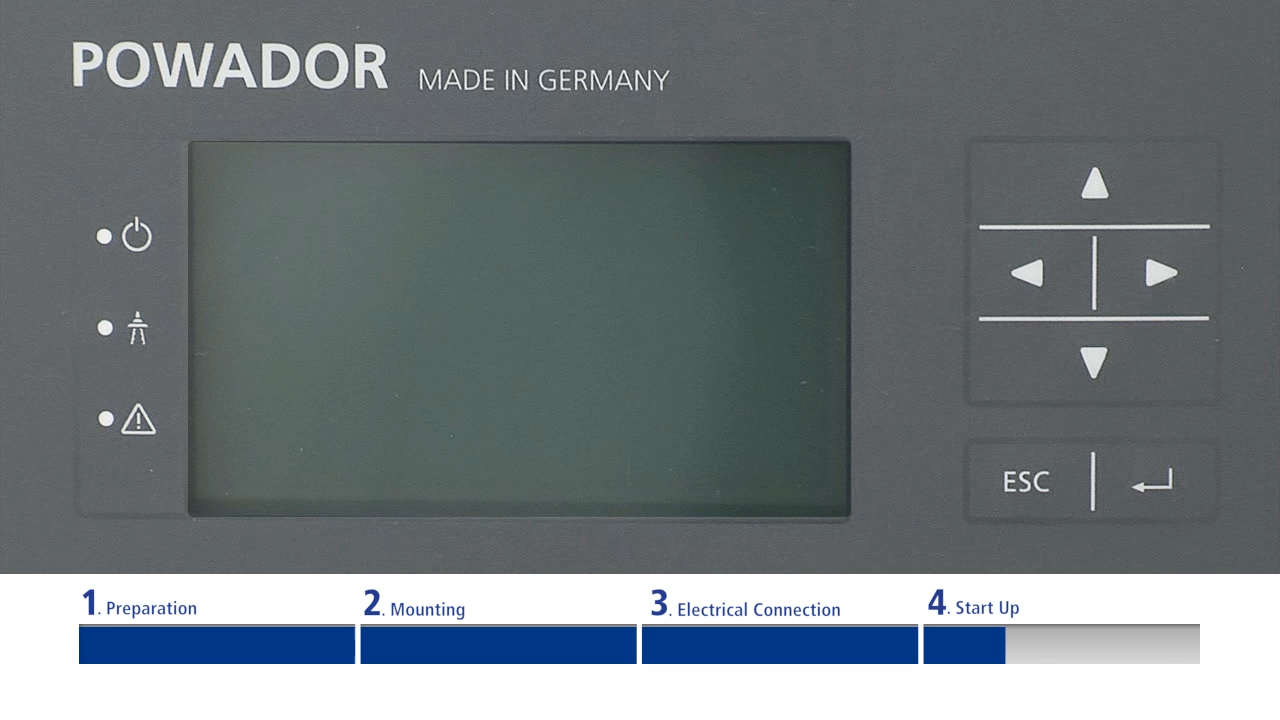 POWADOR MADE IN GERMANY
ESC
1. Preparation
2. Mounting
3. Electrical Connection
4. Start Up